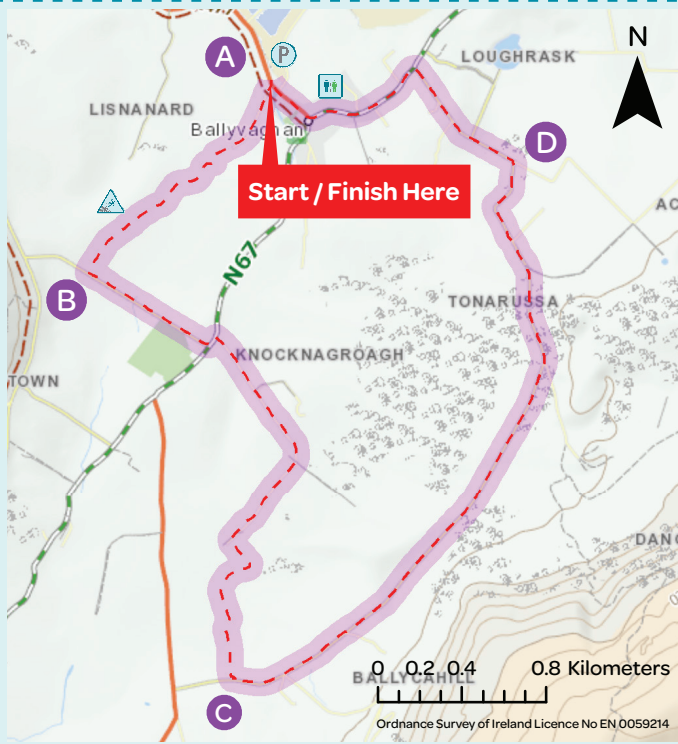 A
P
LOUGHRASK
N
LISNANARD
Ballyvaghan
D
Start / Finish Here
AC
N67
B
TONARUSSA
KNOCKNAGROAGH
TOWN
DANG
0 0.2 0.4 0.8 Kilometers
BALLYCAHILL
C
Ordnance Survey of Ireland Licence No EN 0059214